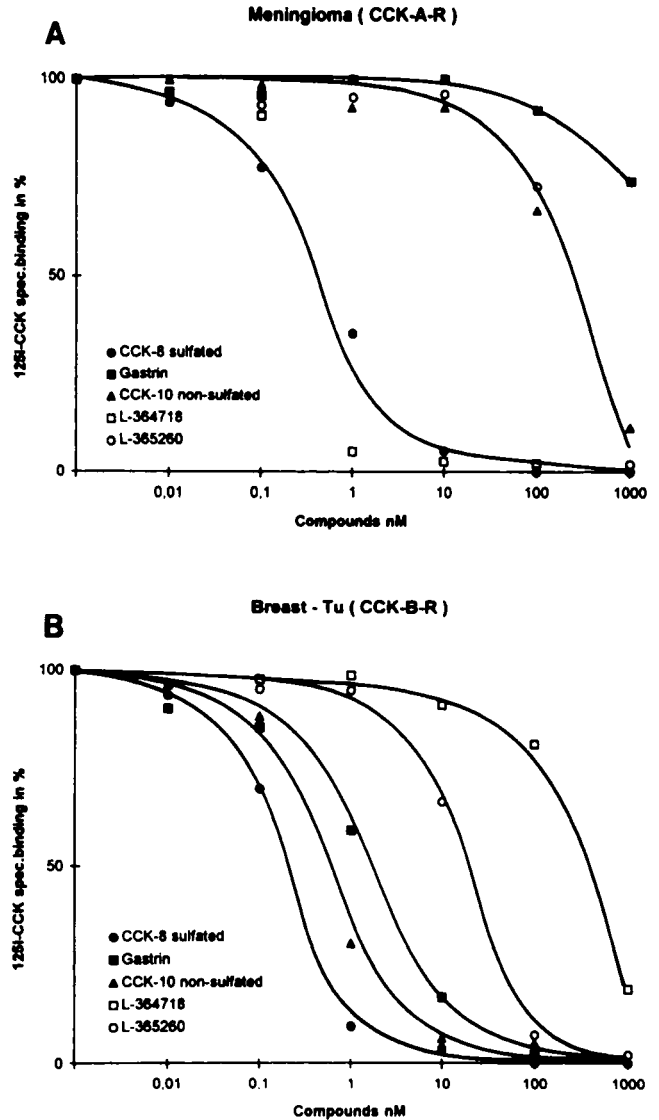 Meningioma ( CCK-A-R )
A
100
50
0
125I-CCK spec.binding in %
CCK-8 sulfated
Gastrin
CCK-10 non-sulfated
L-364718
L-365260
0,01
0,1
1
10
100
1000
Compounds nM
Breast - Tu ( CCK-B-R )
B
100
50
0
125I-CCK spec.binding in %
CCK-8 sulfated
Gastrin
CCK-10 non-sulfated
L-364718
L-365260
0,01
0,1
1
10
100
1000
Compounds nM